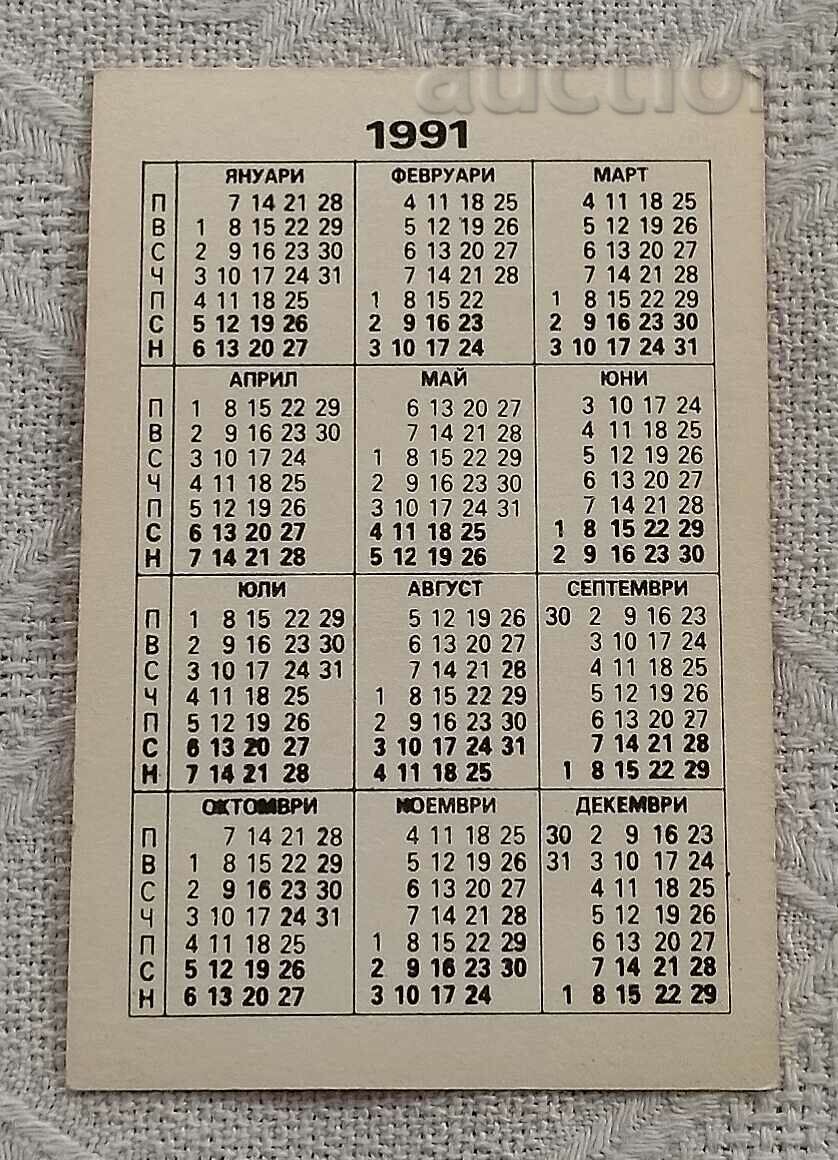 auction
1991
ЯНУАРИ ФЕВРУАРИ МАРТ
П 7 14 21 28 4 11 18 25 4 11 18 25
В 1 8 15 22 29 5 12 19 26 5 12 19 26
С 2 9 16 23 30 6 13 20 27 6 13 20 27
Ч 3 10 17 24 31 7 14 21 28 7 14 21 28
П 4 11 18 25 1 8 15 22 1 8 15 22 29
С 5 12 19 26 2 9 16 23 2 9 16 23 30
Н 6 13 20 27 3 10 17 24 3 10 17 24 31
АПРИЛ МАЙ ЮНИ
П 1 8 15 22 29 6 13 20 27 3 10 17 24
В 2 9 16 23 30 7 14 21 28 4 11 18 25
С 3 10 17 24 1 8 15 22 29 5 12 19 26
Ч 4 11 18 25 2 9 16 23 30 6 13 20 27
П 5 12 19 26 3 10 17 24 31 7 14 21 28
С 6 13 20 27 4 11 18 25 1 8 15 22 29
Н 7 14 21 28 5 12 19 26 2 9 16 23 30
ЮЛИ АВГУСТ СЕПТЕМВРИ
П 1 8 15 22 29 5 12 19 26 30 2 9 16 23
В 2 9 16 23 30 6 13 20 27 3 10 17 24
С 3 10 17 24 31 7 14 21 28 4 11 18 25
Ч 4 11 18 25 1 8 15 22 29 5 12 19 26
П 5 12 19 26 2 9 16 23 30 6 13 20 27
С 6 13 20 27 3 10 17 24 31 7 14 21 28
Н 7 14 21 28 4 11 18 25 1 8 15 22 29
ОКТОМВРИ НОЕМВРИ ДЕКЕМВРИ
П 7 14 21 28 4 11 18 25 30 2 9 16 23
В 1 8 15 22 29 5 12 19 26 31 3 10 17 24
С 2 9 16 23 30 6 13 20 27 4 11 18 25
Ч 3 10 17 24 31 7 14 21 28 5 12 19 26
П 4 11 18 25 1 8 15 22 29 6 13 20 27
С 5 12 19 26 2 9 16 23 30 7 14 21 28
Н 6 13 20 27 3 10 17 24 1 8 15 22 29